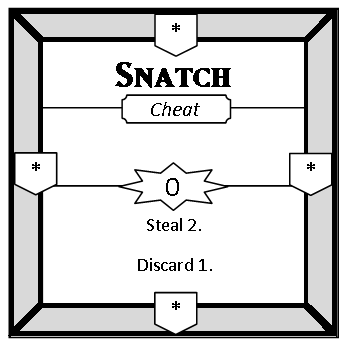 *
SNATCH
Cheat
* *
0
Steal 2.
Discard 1.
*